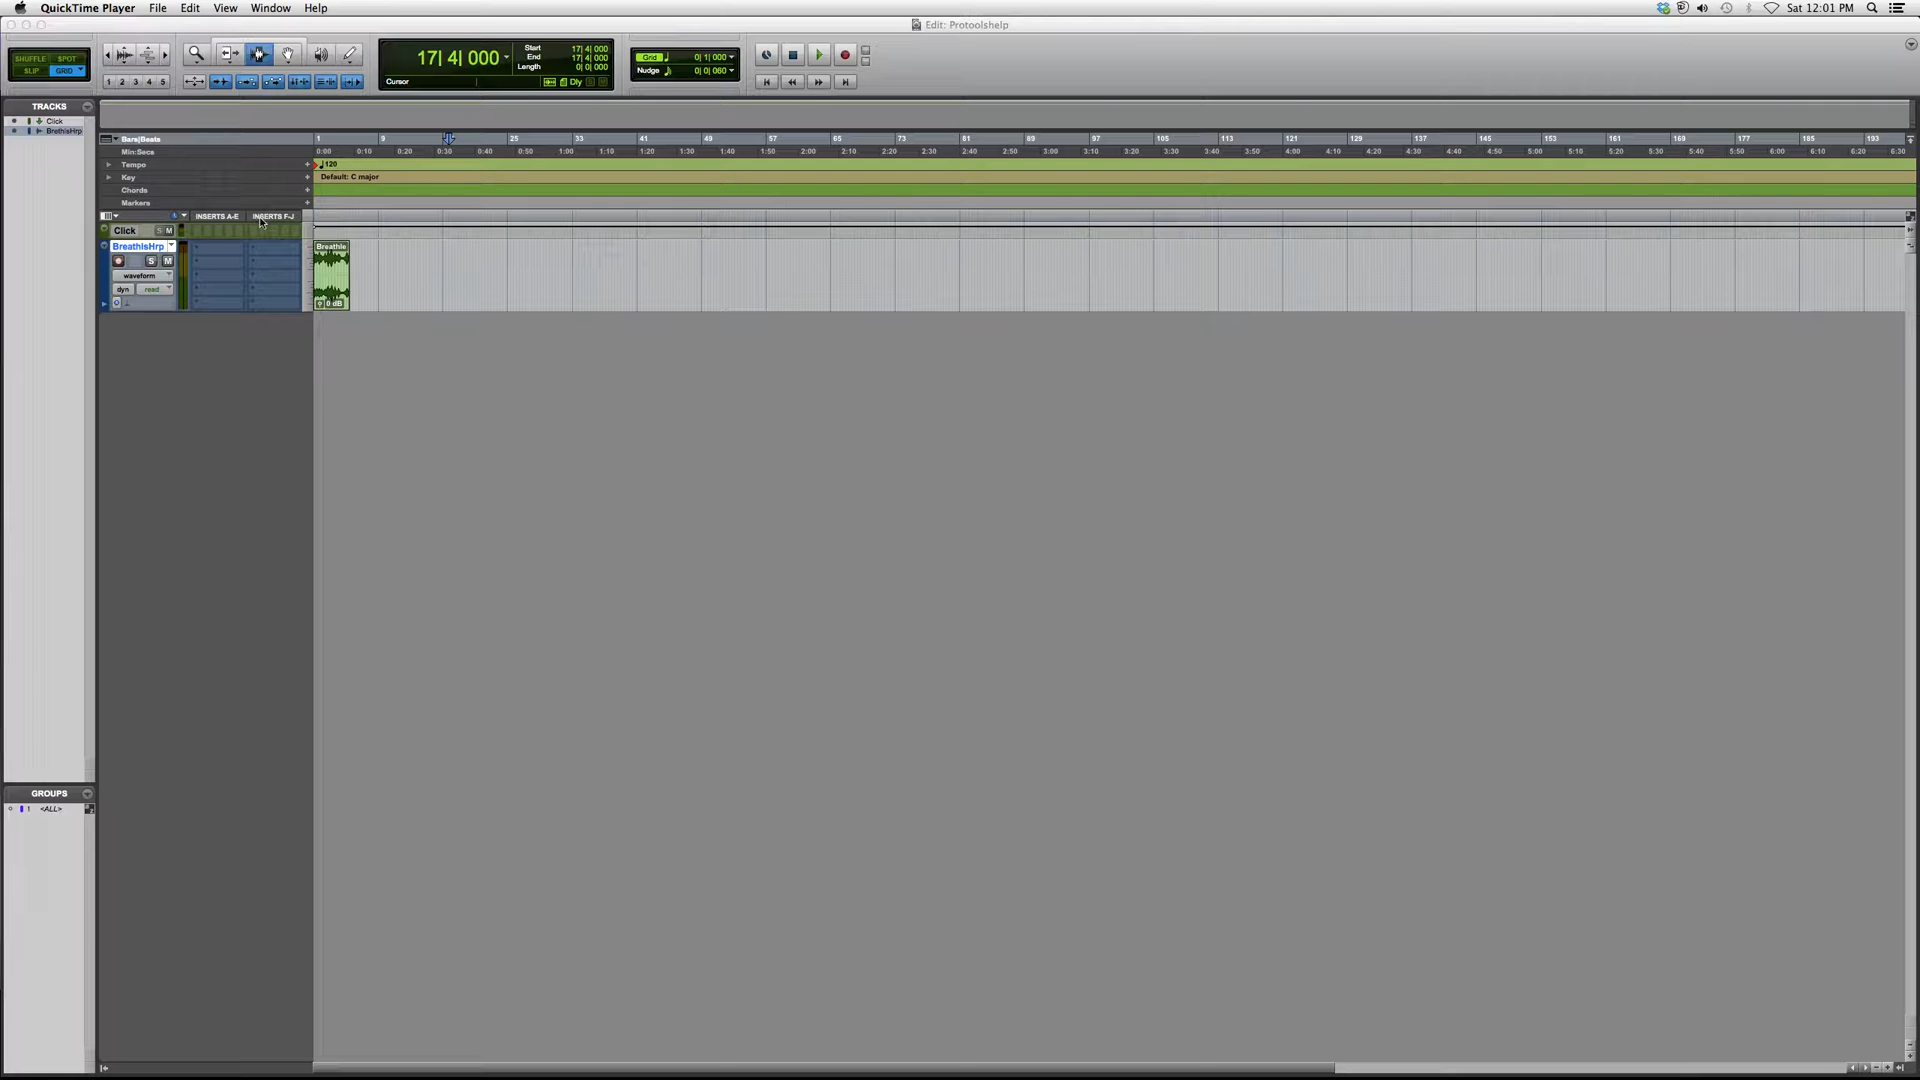 QuickTime Player File Edit View Window Help
Sat 12:01 PM
Edit: Protoolshelp
SHUFFLE SPOT
SLIP GRID
1 2 3 4 5
17| 4| 000
Start 17| 4| 000
End 17| 4| 000
Length 0| 0| 000
Cursor
Dly
Grid 0| 1| 000
Nudge 0| 0| 060
TRACKS
Click
BrethisHrp
Bars|Beats
1 9 25 33 41 49 57 65 73 81 89 97 105 113 121 129 137 145 153 161 169 177 185 193
Min:Secs
0:00 0:10 0:20 0:30 0:40 0:50 1:00 1:10 1:20 1:30 1:40 1:50 2:00 2:10 2:20 2:30 2:40 2:50 3:00 3:10 3:20 3:30 3:40 3:50 4:00 4:10 4:20 4:30 4:40 4:50 5:00 5:10 5:20 5:30 5:40 5:50 6:00 6:10 6:20 6:30
Tempo + 120
Key + Default: C major
Chords +
Markers +
INSERTS A-E INSERTS F-J
Click S M
BreathIsHrp
S M
waveform
dyn read
Breathie
0 dB
GROUPS
1 <ALL>